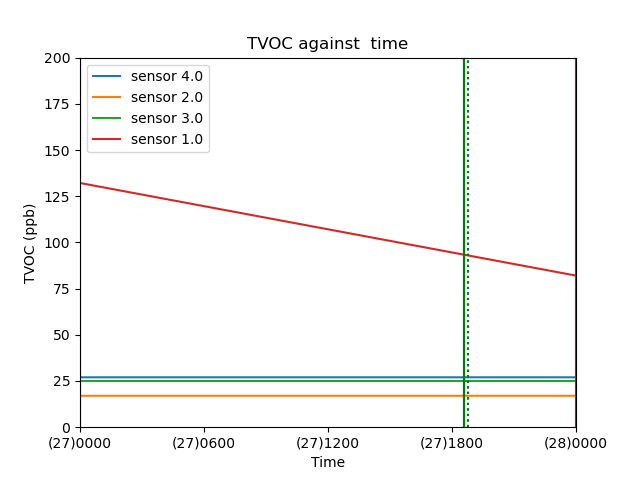 TVOC against  time
TVOC (ppb)
200
175
150
125
100
75
50
25
0
sensor 4.0
sensor 2.0
sensor 3.0
sensor 1.0
(27)0000 (27)0600 (27)1200 (27)1800 (28)0000
Time